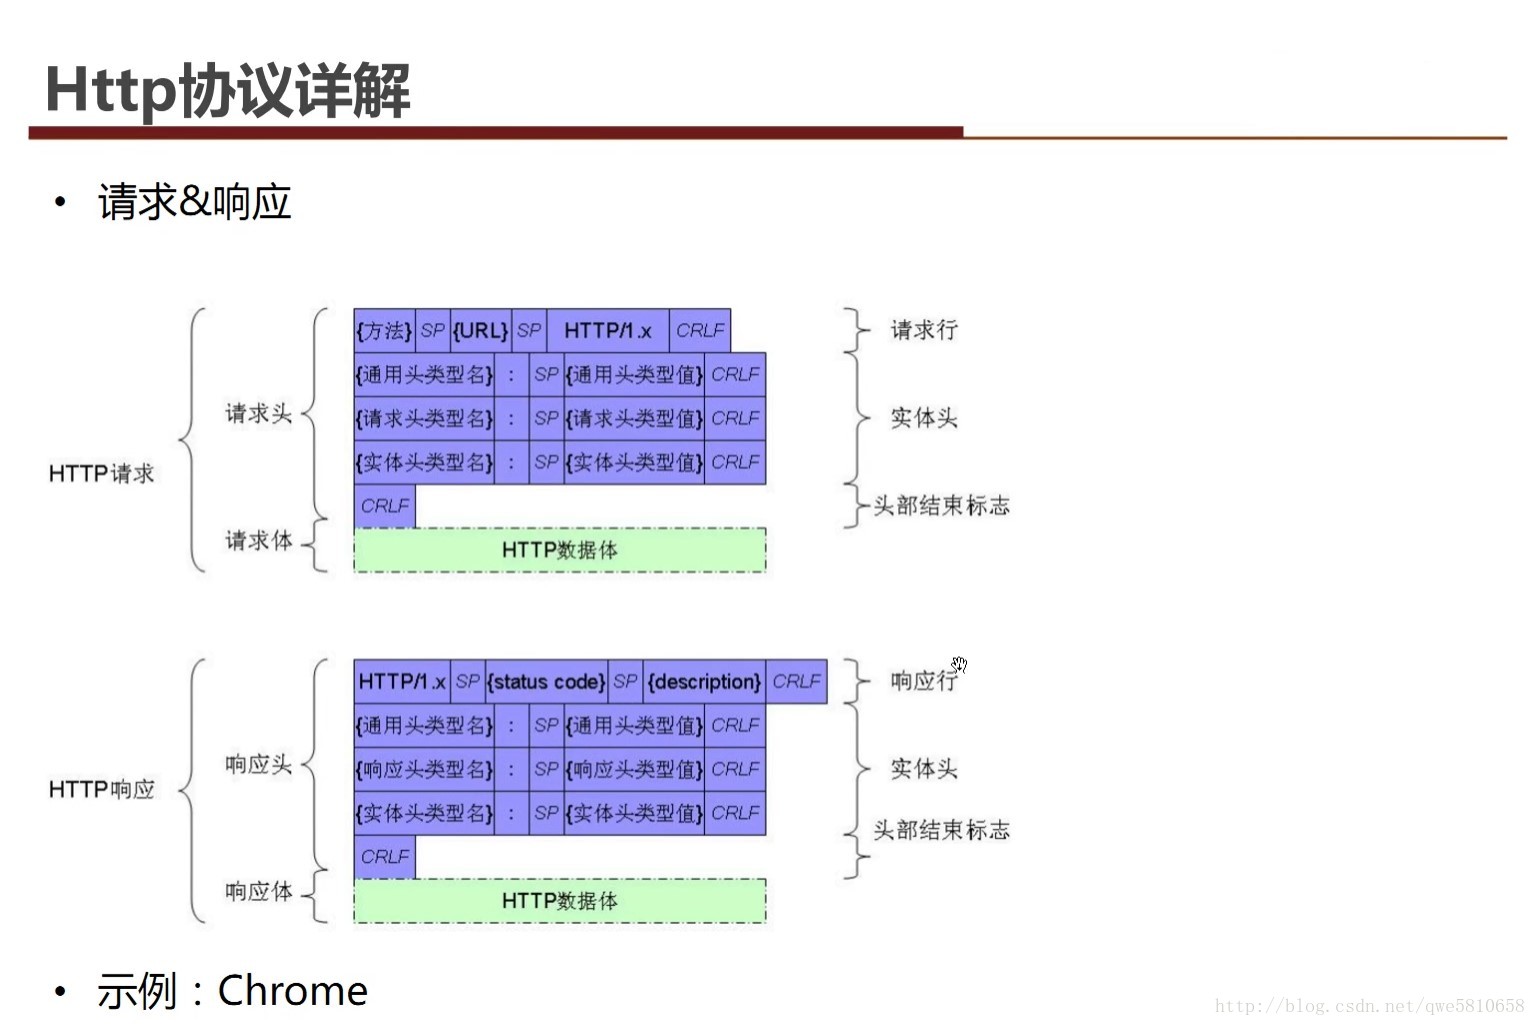 Http协议详解
• 请求&响应
{方法} SP {URL} SP HTTP/1.x CRLF 请求行
{通用头类型名} : SP {通用头类型值} CRLF
请求头 {请求头类型名} : SP {请求头类型值} CRLF 实体头
{实体头类型名} : SP {实体头类型值} CRLF
HTTP请求
CRLF 头部结束标志
请求体 HTTP数据体
HTTP/1.x SP {status code} SP {description} CRLF 响应行
{通用头类型名} : SP {通用头类型值} CRLF
响应头 {响应头类型名} : SP {响应头类型值} CRLF 实体头
HTTP响应
{实体头类型名} : SP {实体头类型值} CRLF
头部结束标志
CRLF
响应体 HTTP数据体
• 示例：Chrome
http://blog.csdn.net/qwe5810658